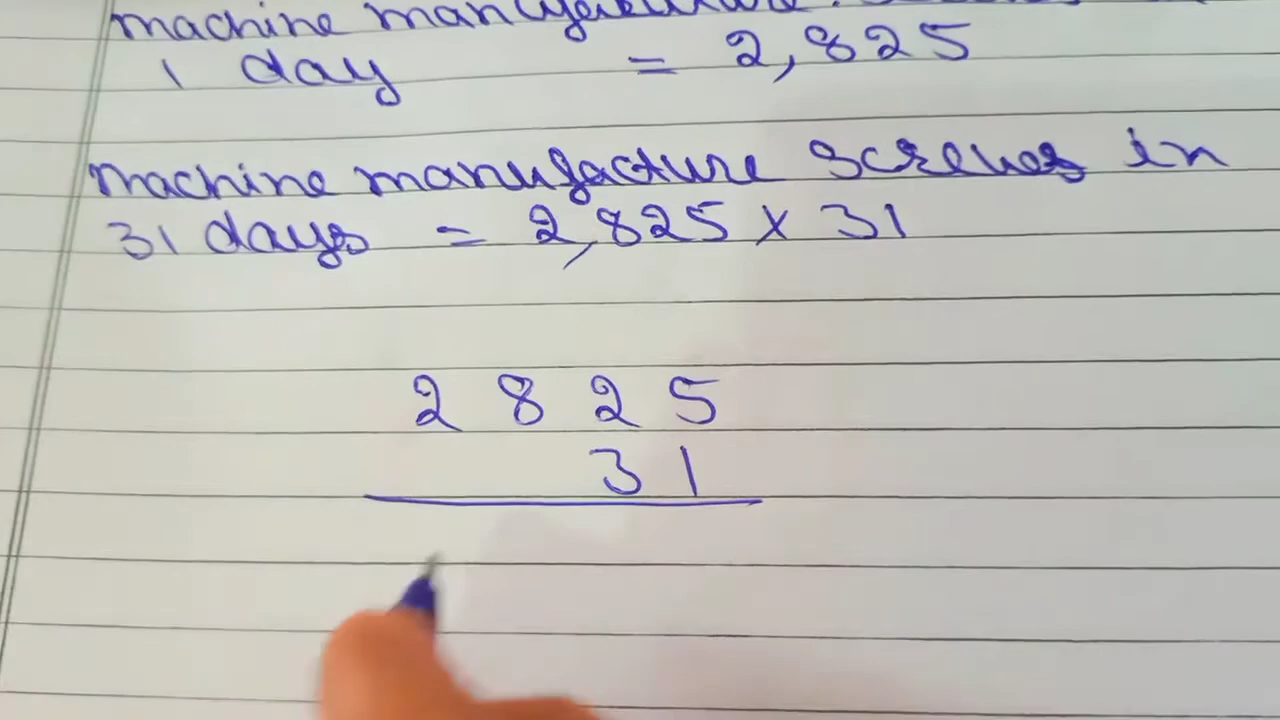 machine
1 day = 2,825
machine manufacture screws in
31 days = 2,825 x 31
2 8 2 5
3 1